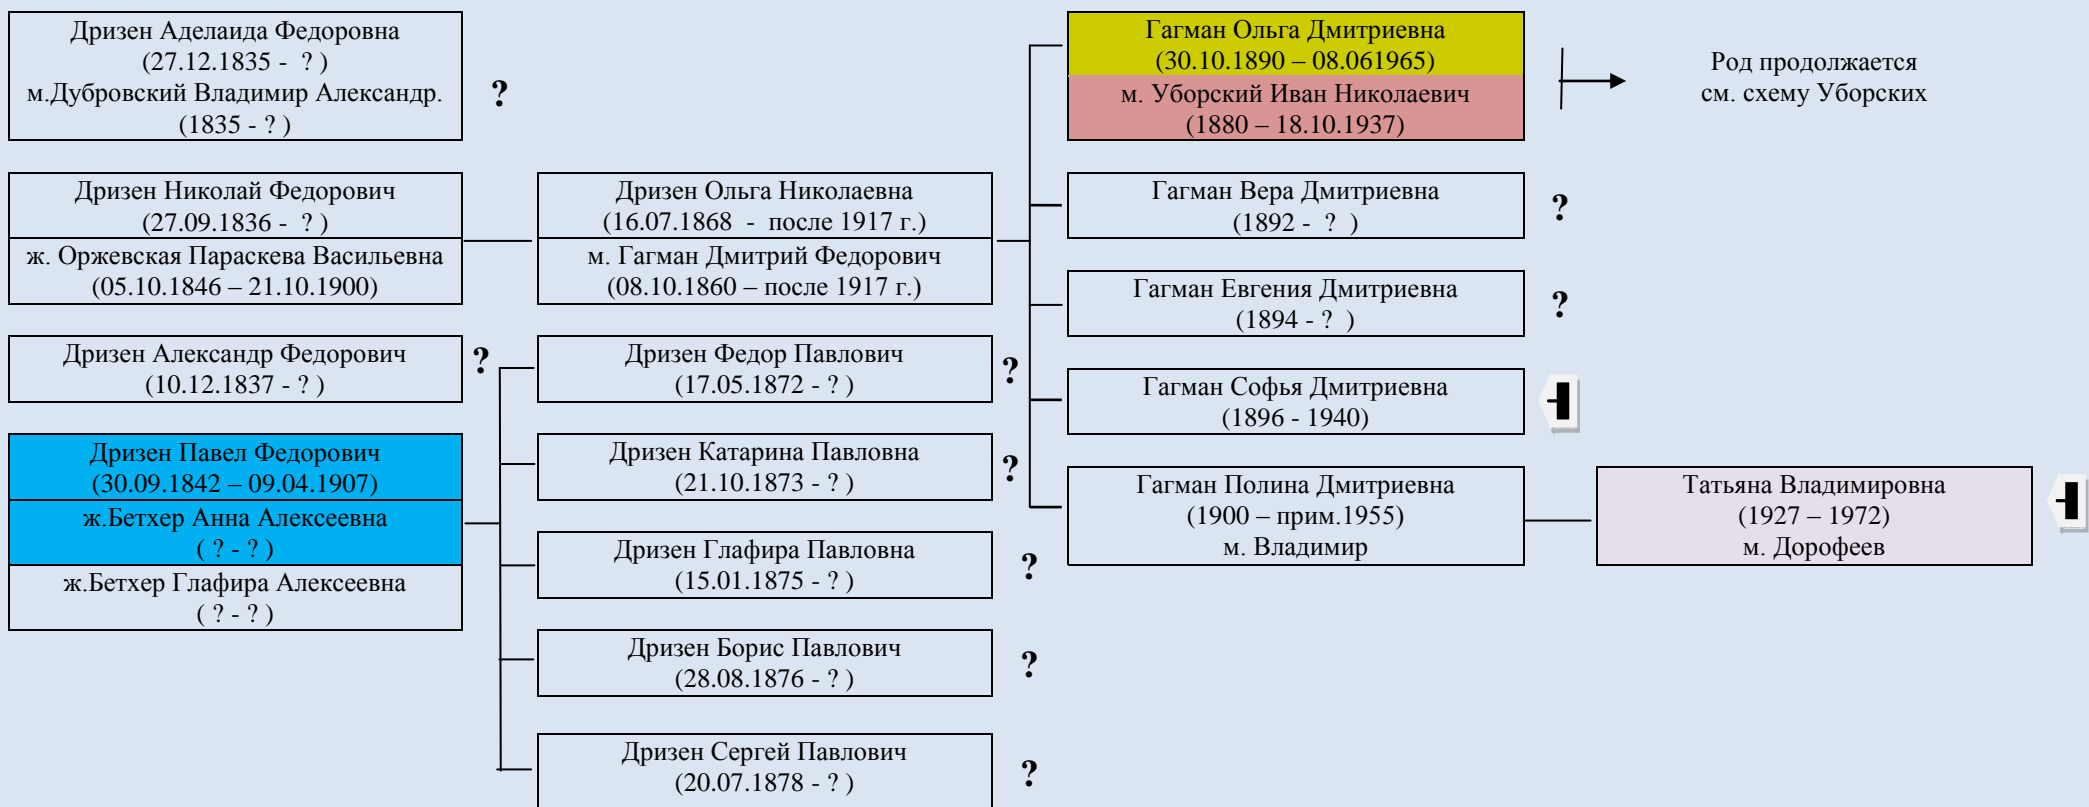 Дризен Аделаида Федоровна
(27.12.1835 - ? )
м.Дубровский Владимир Александр.
(1835 - ? )
?
Дризен Николай Федорович
(27.09.1836 - ? )
ж. Оржевская Параскева Васильевна
(05.10.1846 – 21.10.1900)
Дризен Александр Федорович
(10.12.1837 - ? )
?
Дризен Павел Федорович
(30.09.1842 – 09.04.1907)
ж.Бетхер Анна Алексеевна
( ? - ? )
ж.Бетхер Глафира Алексеевна
( ? - ? )
Дризен Ольга Николаевна
(16.07.1868 - после 1917 г.)
м. Гагман Дмитрий Федорович
(08.10.1860 – после 1917 г.)
Дризен Федор Павлович
(17.05.1872 - ? )
?
Дризен Катарина Павловна
(21.10.1873 - ? )
?
Дризен Глафира Павловна
(15.01.1875 - ? )
?
Дризен Борис Павлович
(28.08.1876 - ? )
?
Дризен Сергей Павлович
(20.07.1878 - ? )
?
Гагман Ольга Дмитриевна
(30.10.1890 – 08.061965)
м. Уборский Иван Николаевич
(1880 – 18.10.1937)
Род продолжается
см. схему Уборских
Гагман Вера Дмитриевна
(1892 - ? )
?
Гагман Евгения Дмитриевна
(1894 - ? )
?
Гагман Софья Дмитриевна
(1896 - 1940)
Гагман Полина Дмитриевна
(1900 – прим.1955)
м. Владимир
Татьяна Владимировна
(1927 – 1972)
м. Дорофеев